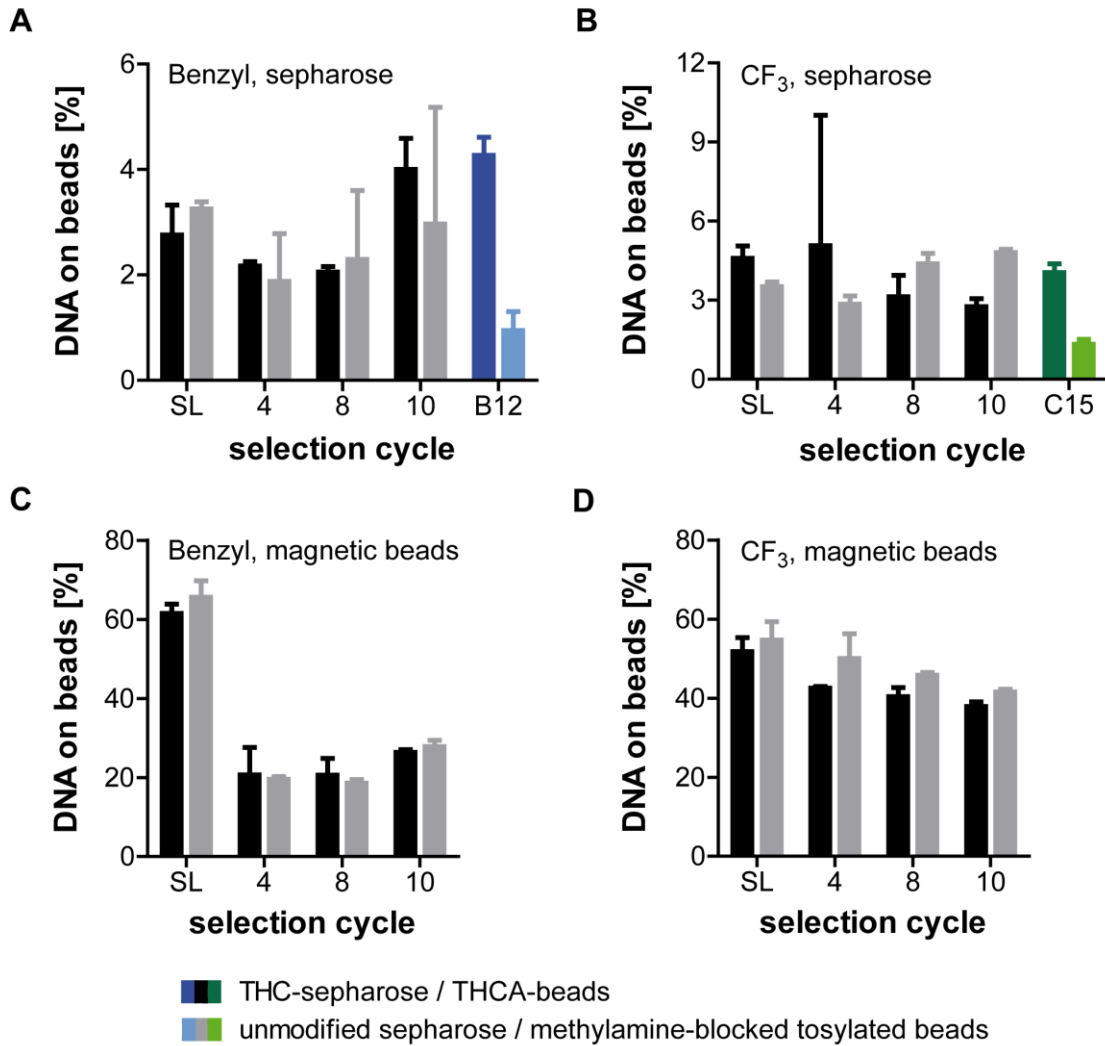 A
Benzyl, sepharose
DNA on beads [%]
6
4
2
0
SL 4 8 10 B12
selection cycle
B
CF₃, sepharose
DNA on beads [%]
12
9
6
3
0
SL 4 8 10 C15
selection cycle
C
Benzyl, magnetic beads
DNA on beads [%]
80
60
40
20
0
SL 4 8 10
selection cycle
D
CF₃, magnetic beads
DNA on beads [%]
80
60
40
20
0
SL 4 8 10
selection cycle
THC-sepharose / THCA-beads
unmodified sepharose / methylamine-blocked tosylated beads